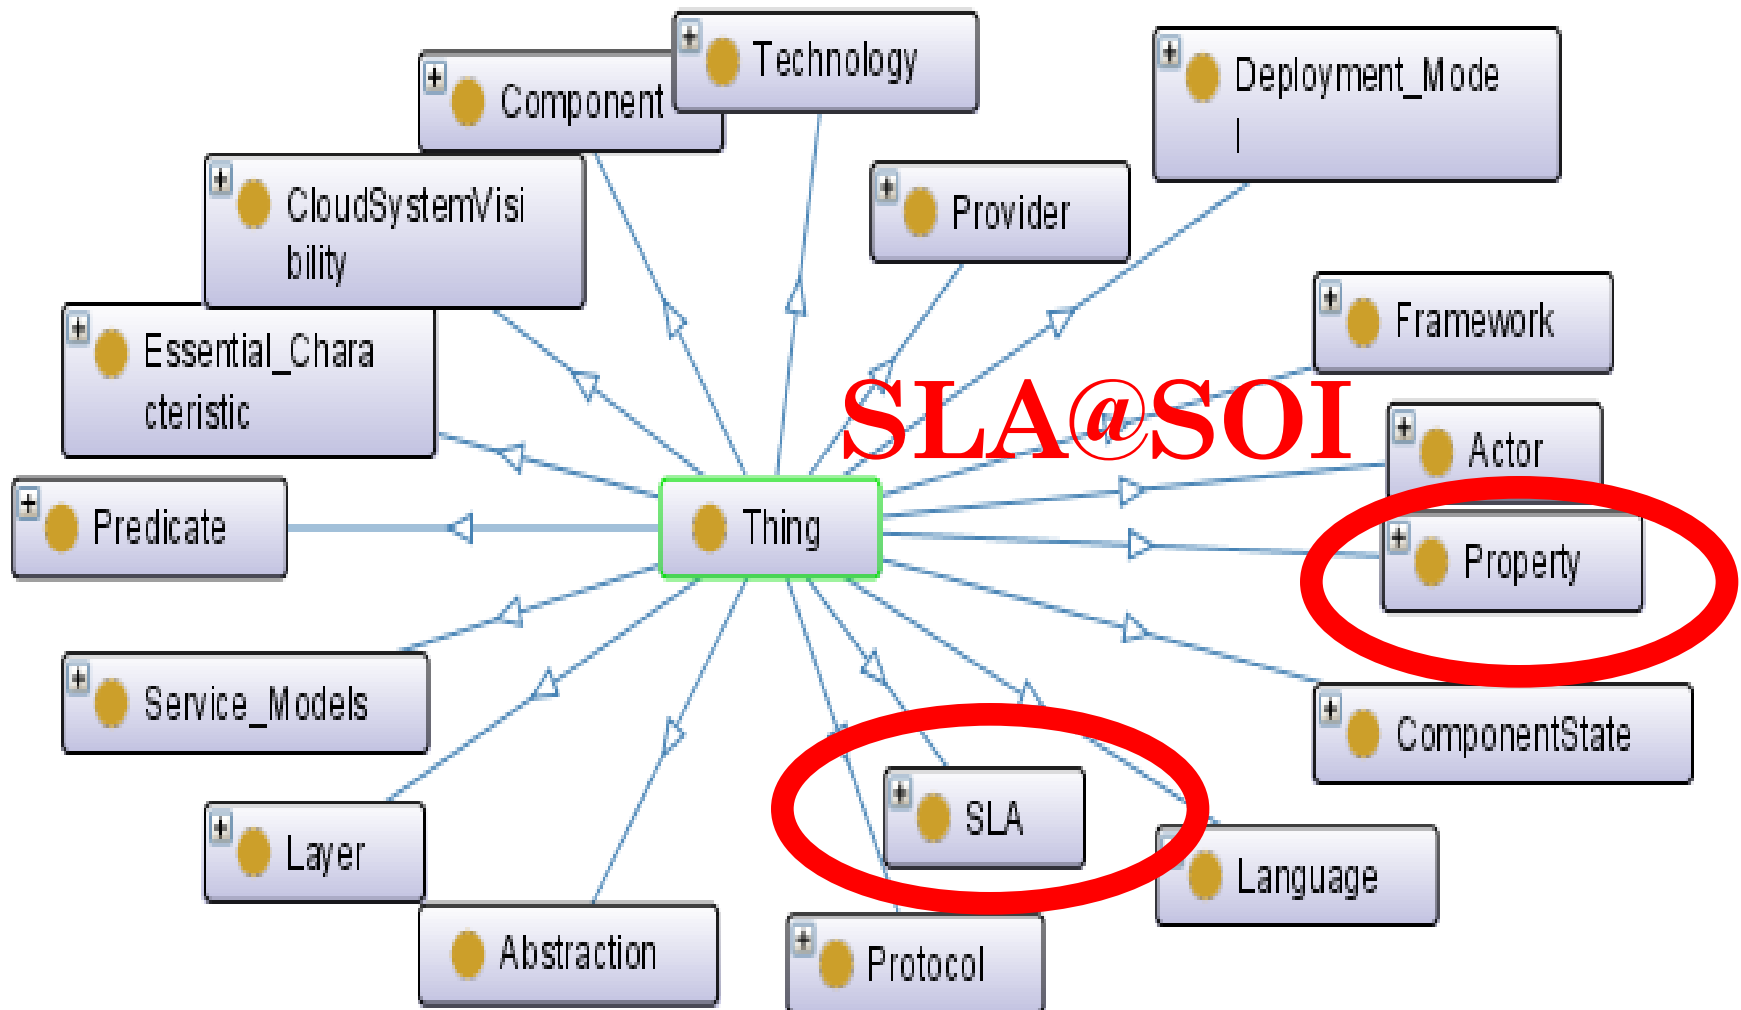 Technology
Component
Deployment_Mode
l
CloudSystemVisi
bility
Provider
Framework
Essential_Chara
cteristic
SLA@SOI
Actor
Predicate
Thing
Property
Service_Models
ComponentState
SLA
Layer
Language
Abstraction
Protocol